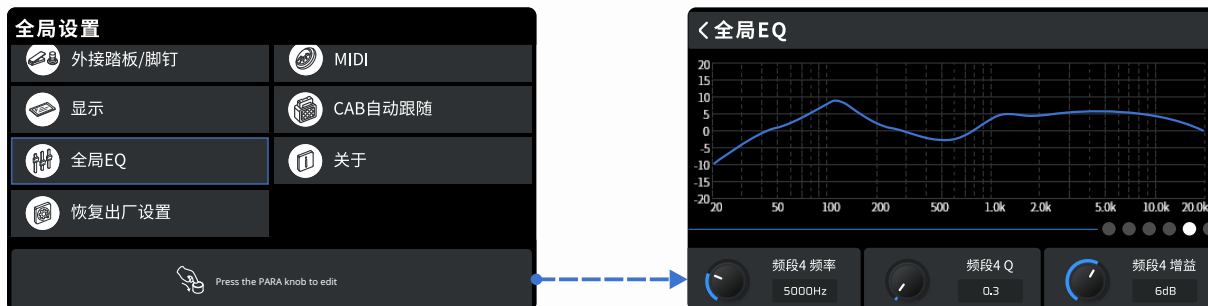 全局设置
外接踏板/脚钉
MIDI
显示
CAB自动跟随
全局EQ
关于
恢复出厂设置
Press the PARA knob to edit
全局EQ
20
15
10
5
0
-5
-10
-15
-20
20 50 100 200 500 1.0k 2.0k 5.0k 10.0k 20.0k
频段4 频率
5000Hz
频段4 Q
0.3
频段4 增益
6dB